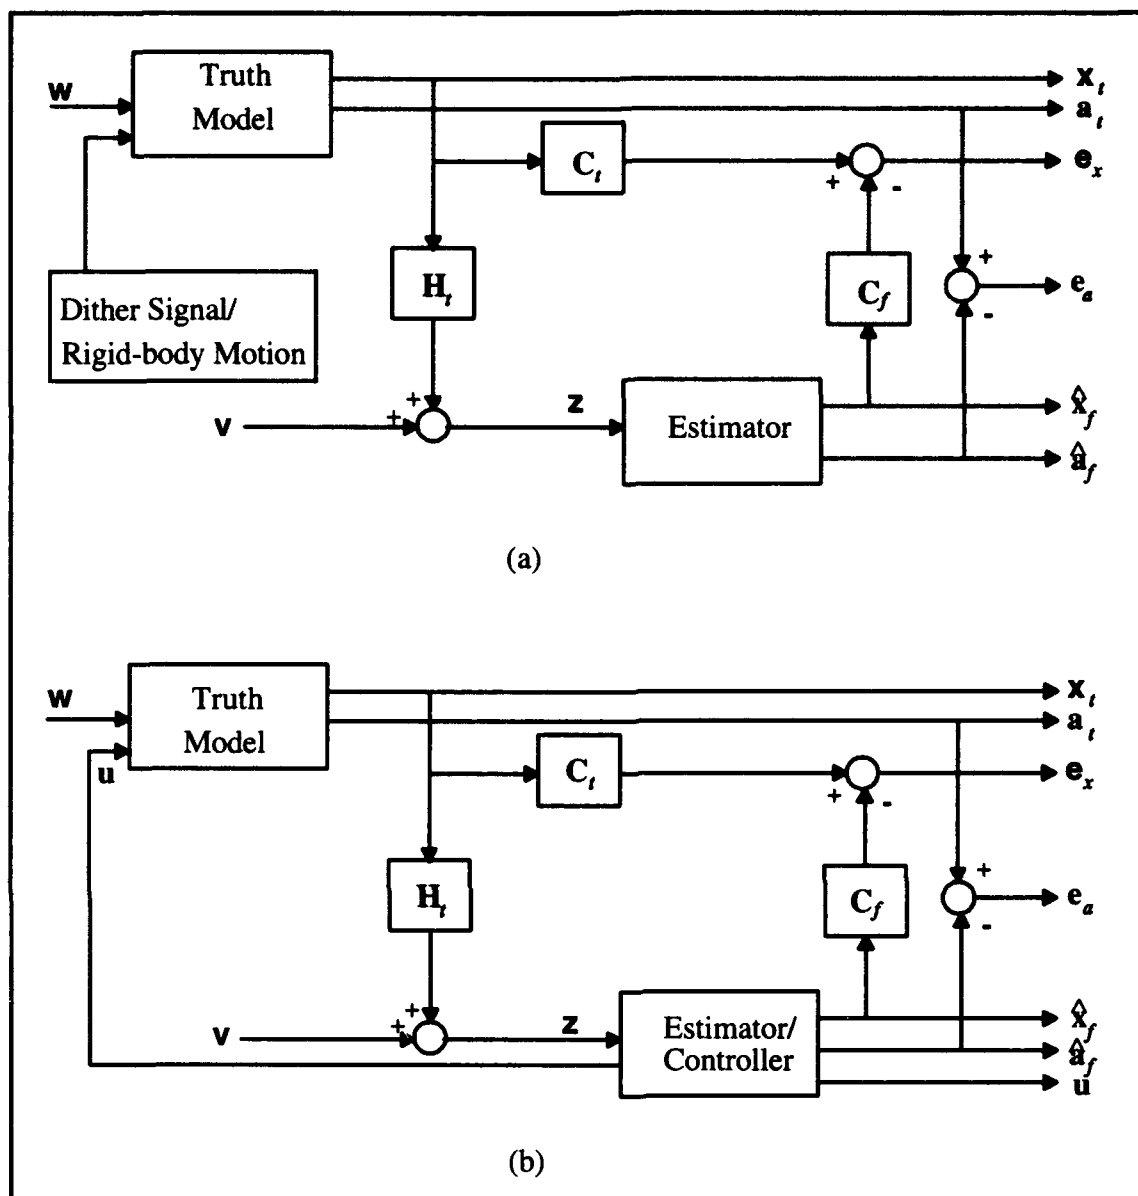 w
Truth
Model
x_t
a_t
C_t
+
-
e_x
H_t
C_f
+
-
e_a
Dither Signal/
Rigid-body Motion
+
+
v
z
Estimator
x̂_f
â_f
(a)
w
Truth
Model
u
x_t
a_t
C_t
+
-
e_x
H_t
C_f
+
-
e_a
+
+
v
z
Estimator/
Controller
x̂_f
â_f
u
(b)